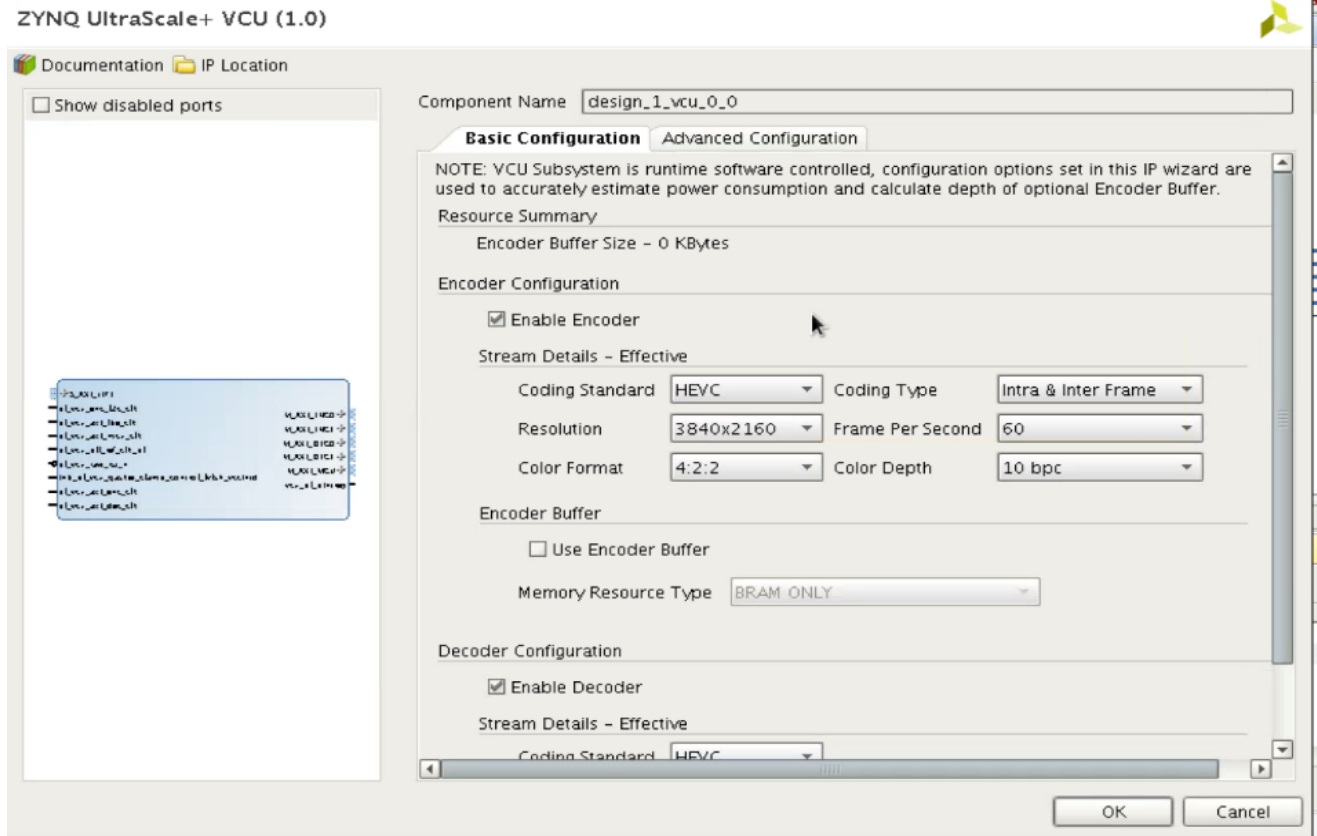 ZYNQ UltraScale+ VCU (1.0)
Documentation IP Location
Show disabled ports
Component Name design_1_vcu_0_0
Basic Configuration Advanced Configuration
NOTE: VCU Subsystem is runtime software controlled, configuration options set in this IP wizard are
used to accurately estimate power consumption and calculate depth of optional Encoder Buffer.
Resource Summary
Encoder Buffer Size - 0 KBytes
Encoder Configuration
Enable Encoder
Stream Details - Effective
Coding Standard HEVC Coding Type Intra & Inter Frame
Resolution 3840x2160 Frame Per Second 60
Color Format 4:2:2 Color Depth 10 bpc
Encoder Buffer
Use Encoder Buffer
Memory Resource Type BRAM ONLY
Decoder Configuration
Enable Decoder
Stream Details - Effective
Coding Standard HEVC
OK Cancel